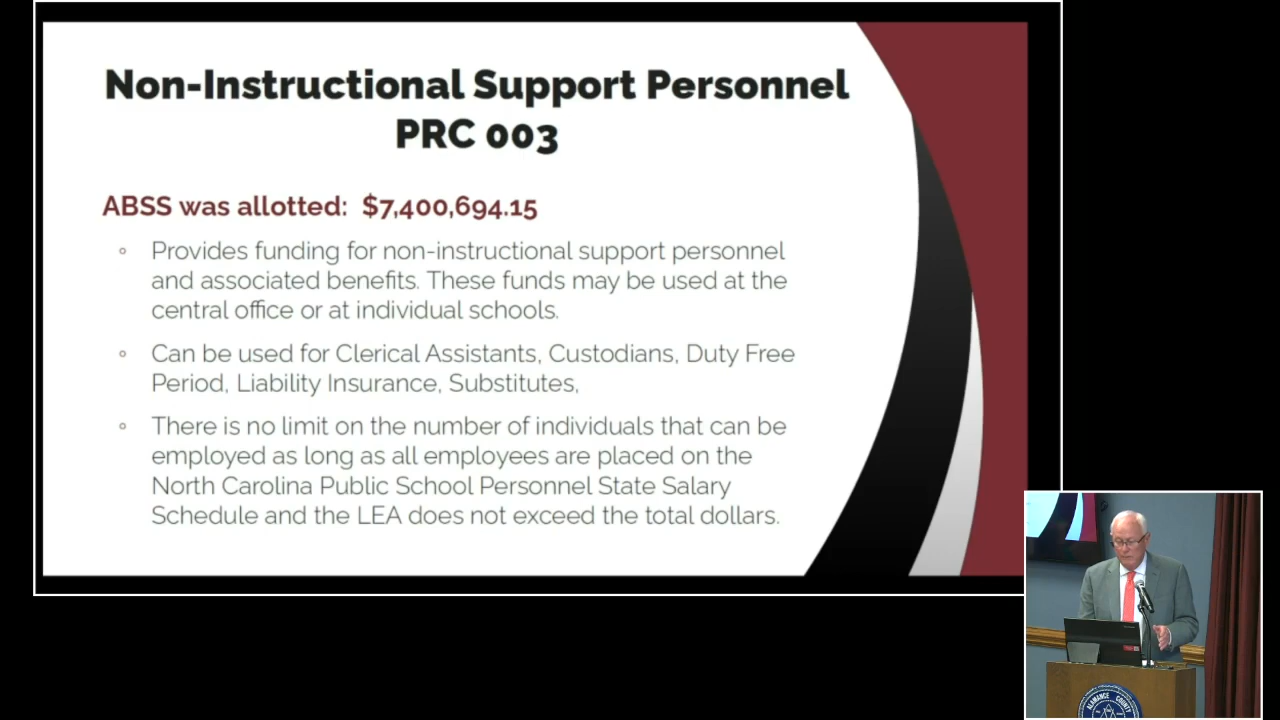 Non-Instructional Support Personnel
PRC 003
ABSS was allotted: $7,400,694.15
Provides funding for non-instructional support personnel
and associated benefits. These funds may be used at the
central office or at individual schools.
Can be used for Clerical Assistants, Custodians, Duty Free
Period, Liability Insurance, Substitutes,
There is no limit on the number of individuals that can be
employed as long as all employees are placed on the
North Carolina Public School Personnel State Salary
Schedule and the LEA does not exceed the total dollars.
ALAMANCE COUNTY